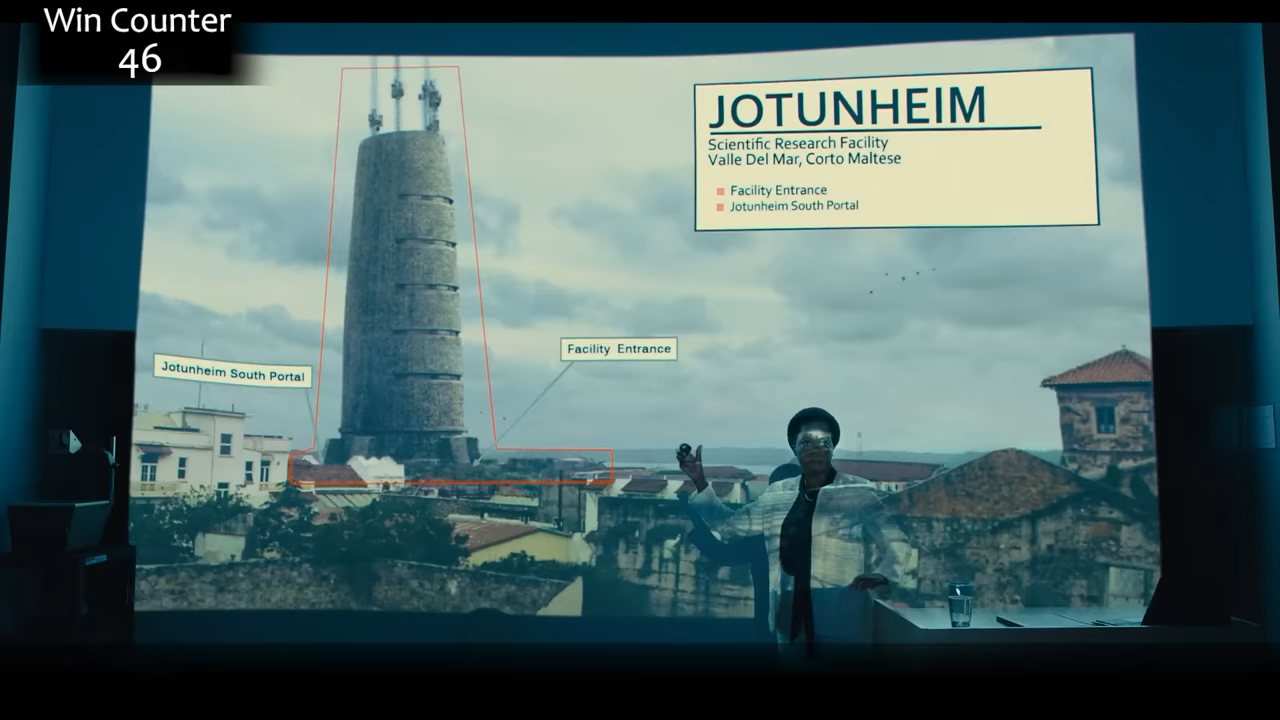 Win Counter
46
JOTUNHEIM
Scientific Research Facility
Valle Del Mar, Corto Maltese
Facility Entrance
Jotunheim South Portal
Facility Entrance
Jotunheim South Portal